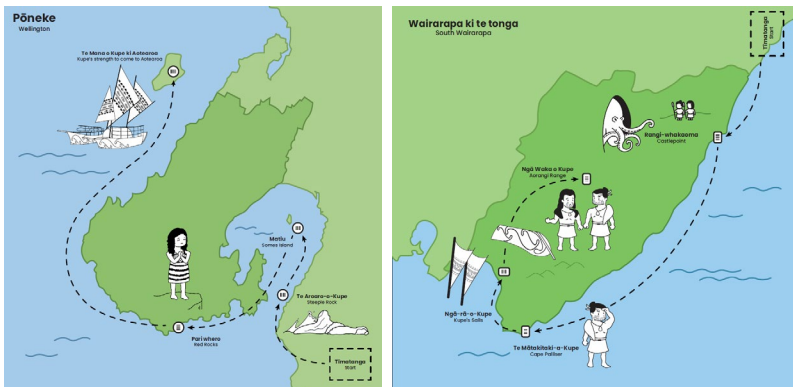 Pōneke
Wellington
Te Mana o Kupe ki Aotearoa
Kupe's strength to come to Aotearoa
Matiu
Somes Island
Te Aroaro-o-Kupe
Steeple Rock
Pari whero
Red Rocks
Tīmatanga
Start
Wairarapa ki te tonga
South Wairarapa
Tīmatanga
Start
Rangi-whakaoma
Castlepoint
Ngā Waka o Kupe
Aorangi Range
Ngā-rā-o-Kupe
Kupe's Sails
Te Mātakitaki-a-Kupe
Cape Palliser